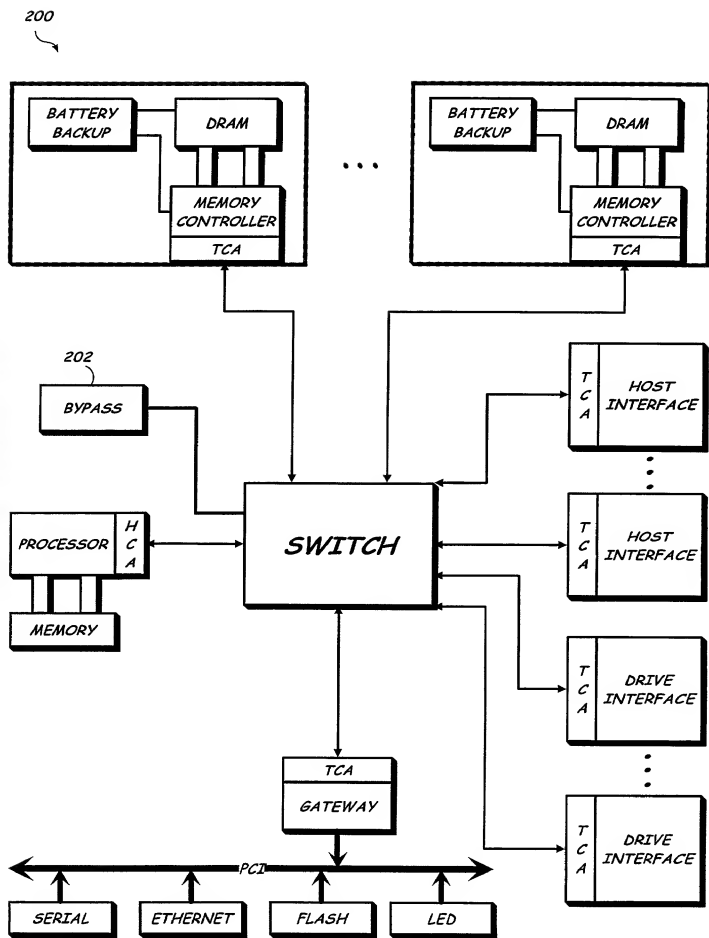 200
BATTERY
BACKUP
DRAM
MEMORY
CONTROLLER
TCA
...
BATTERY
BACKUP
DRAM
MEMORY
CONTROLLER
TCA
202
BYPASS
TCA
HOST
INTERFACE
PROCESSOR
HCA
MEMORY
SWITCH
TCA
HOST
INTERFACE
TCA
DRIVE
INTERFACE
TCA
GATEWAY
TCA
DRIVE
INTERFACE
PCI
SERIAL
ETHERNET
FLASH
LED